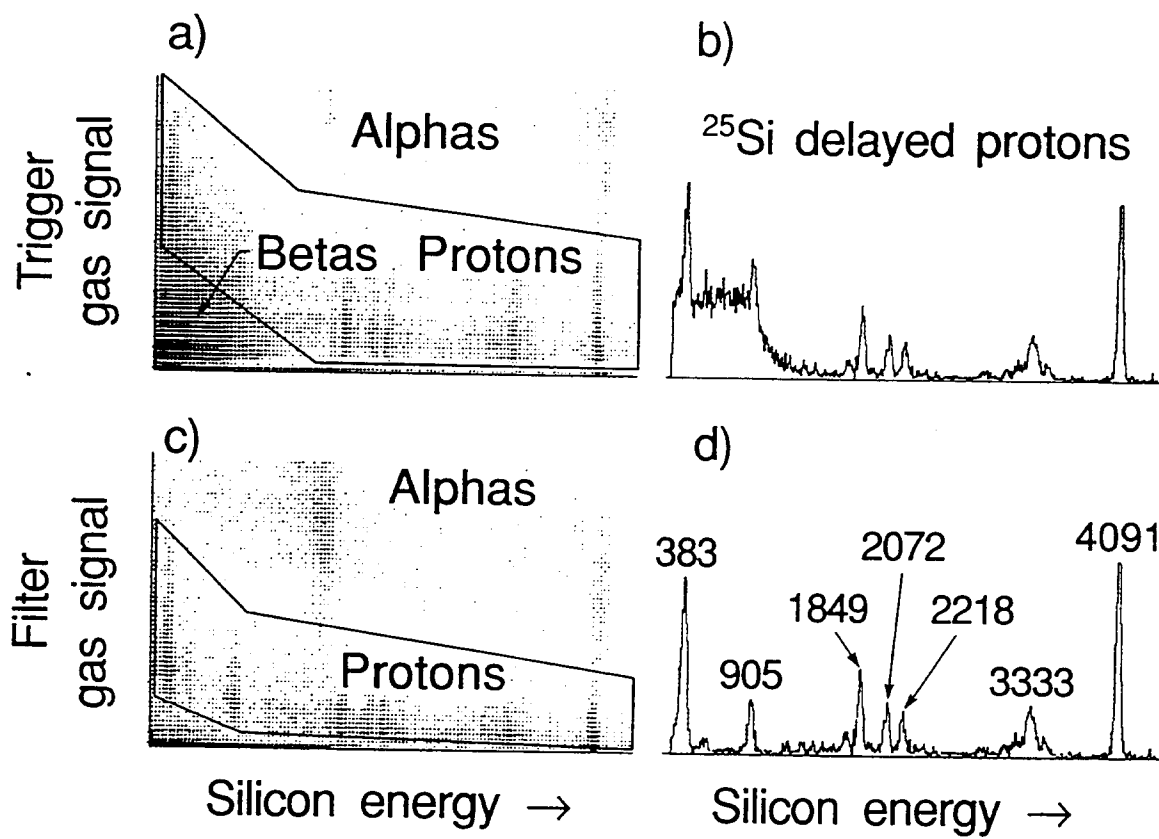 a)
Trigger
gas signal
Alphas
Betas Protons
b)
²⁵Si delayed protons
c)
Filter
gas signal
Alphas
Protons
Silicon energy →
d)
383
905
1849
2072
2218
3333
4091
Silicon energy →